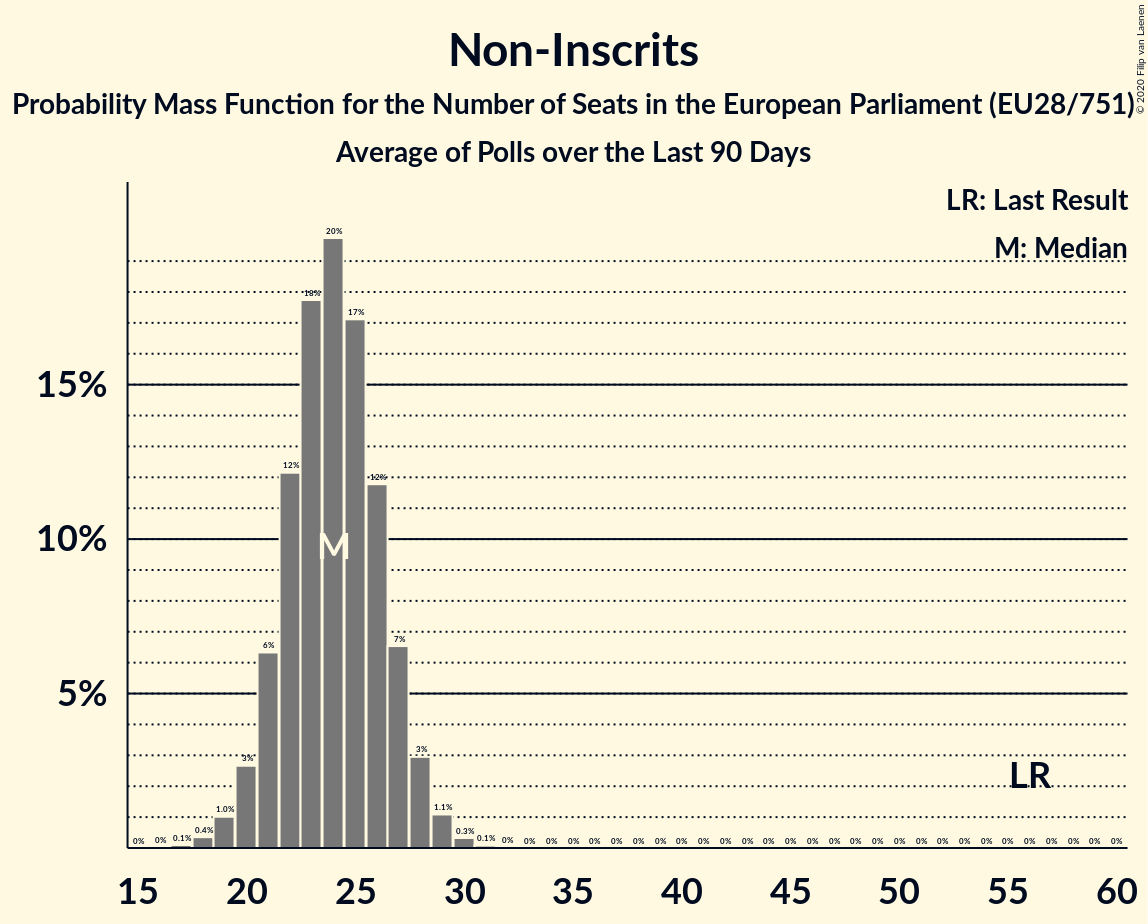 Non-Inscrits
Probability Mass Function for the Number of Seats in the European Parliament (EU28/751)
Average of Polls over the Last 90 Days
© 2020 Filip van Laenen
LR: Last Result
M: Median
15%
10%
5%
0% 0% 0.1% 0.4% 1.0% 3% 6% 12% 18% 20% 17% 12% 7% 3% 1.1% 0.3% 0.1% 0% 0% 0% 0% 0% 0% 0% 0% 0% 0% 0% 0% 0% 0% 0% 0% 0% 0% 0% 0% 0% 0% 0% 0% 0% 0% 0% 0% 0%
M
LR
15 20 25 30 35 40 45 50 55 60